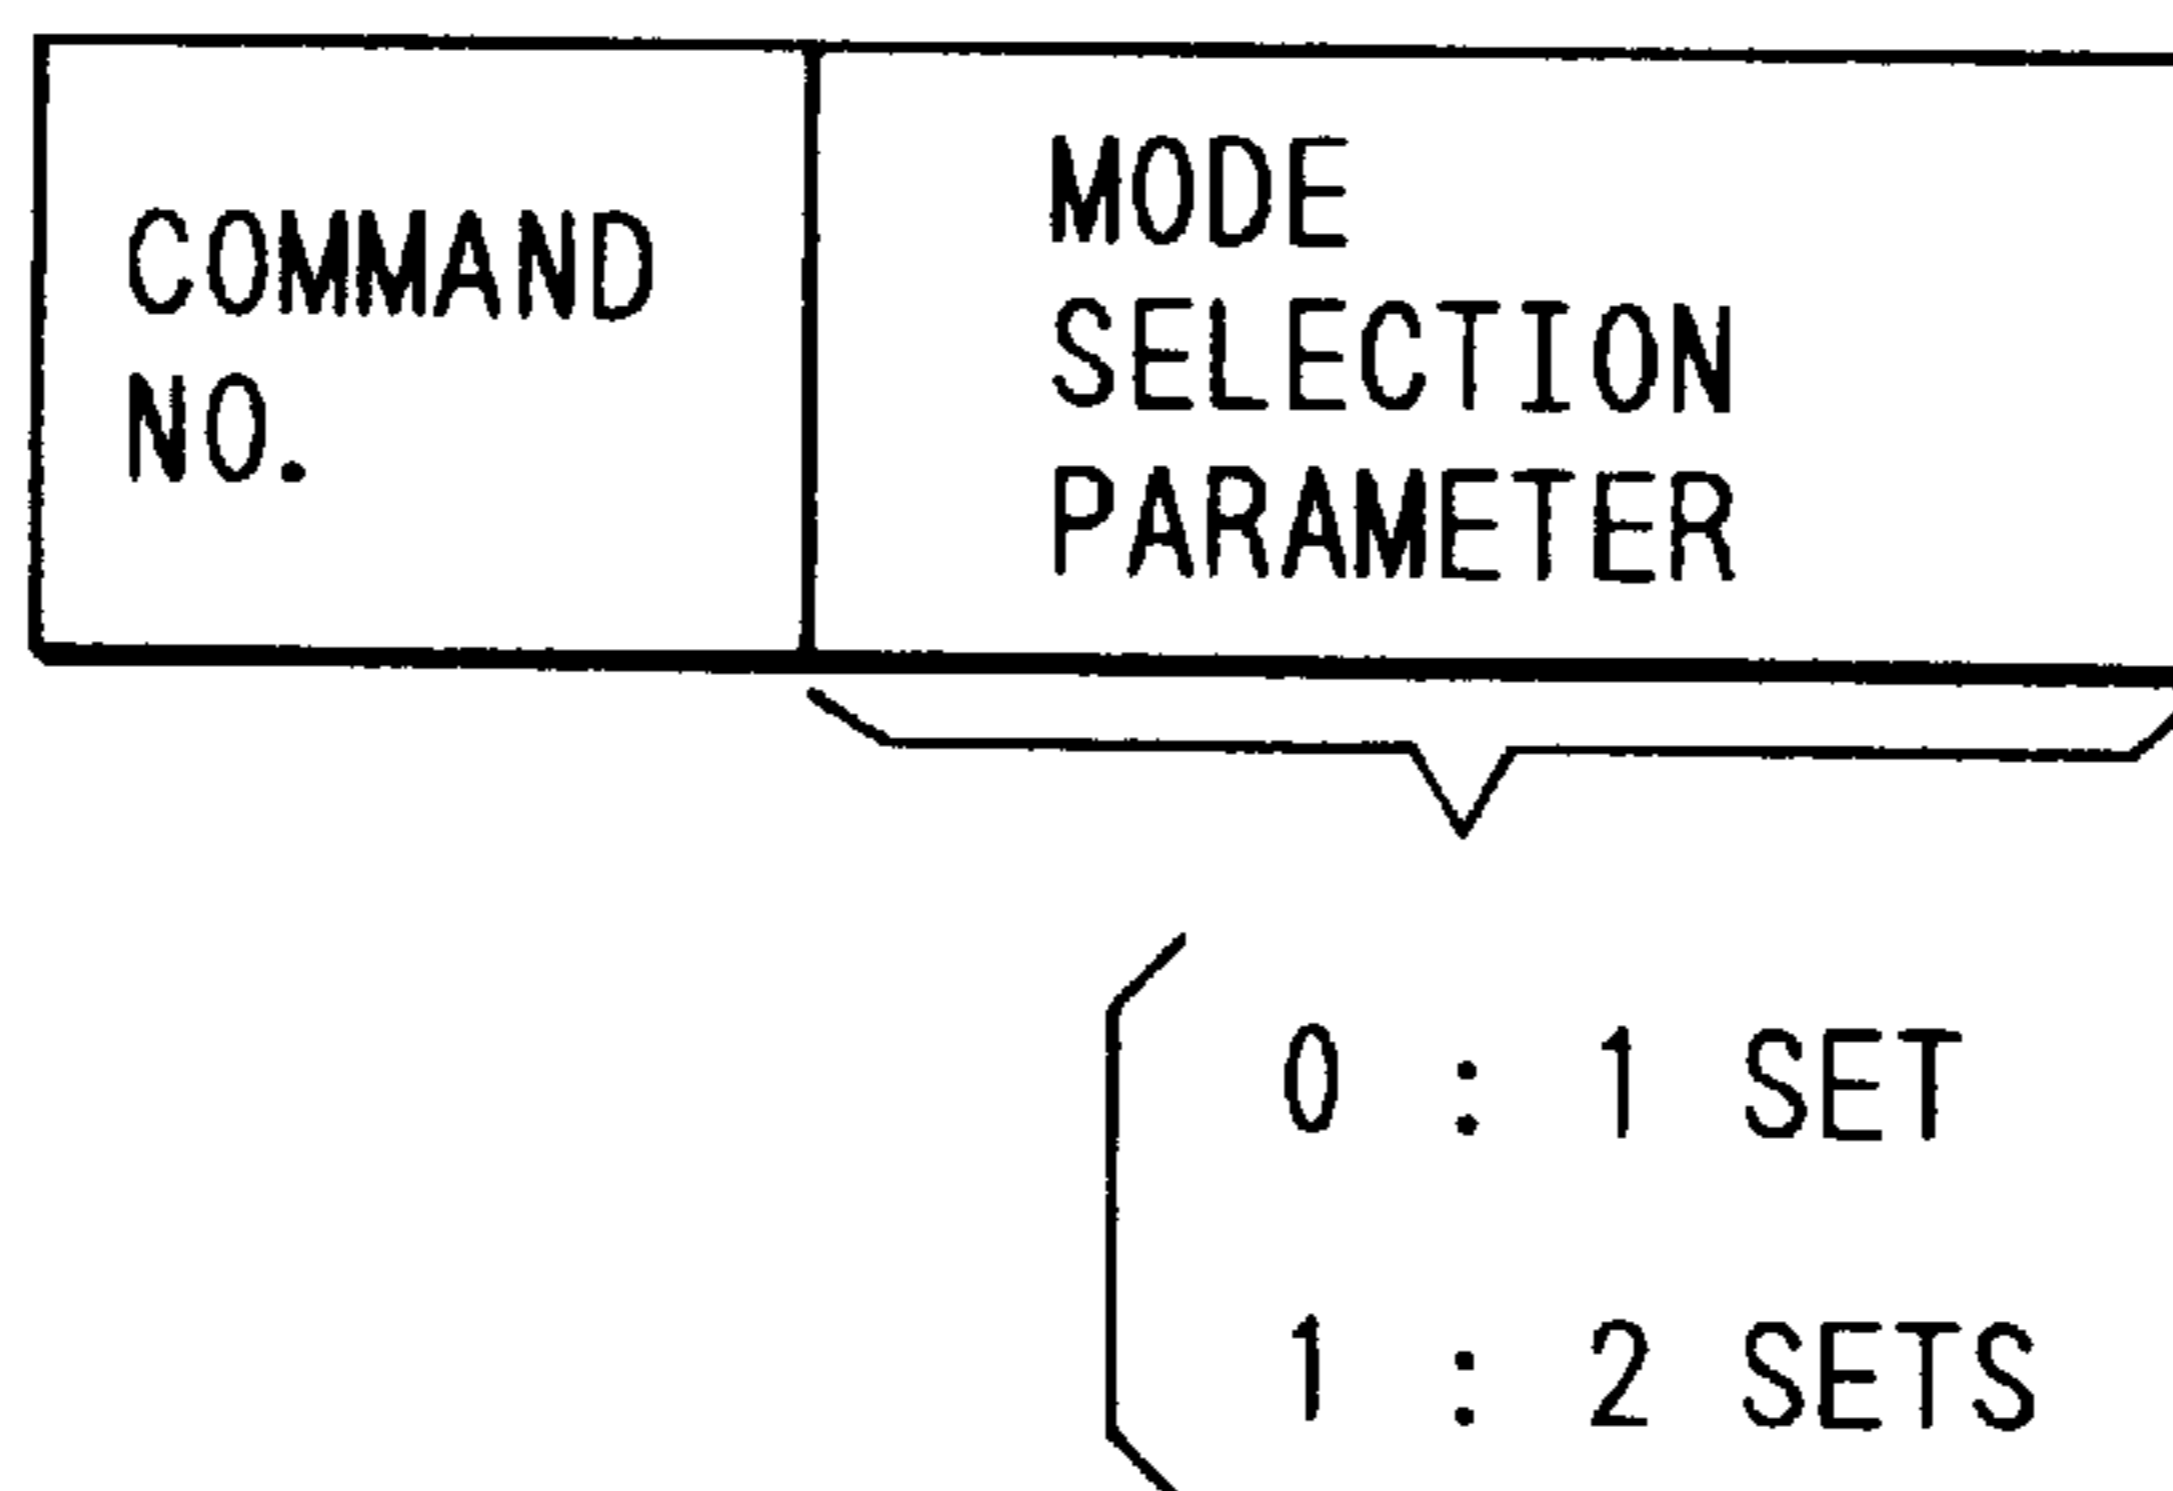 COMMAND
NO.
MODE
SELECTION
PARAMETER
0 : 1 SET
1 : 2 SETS